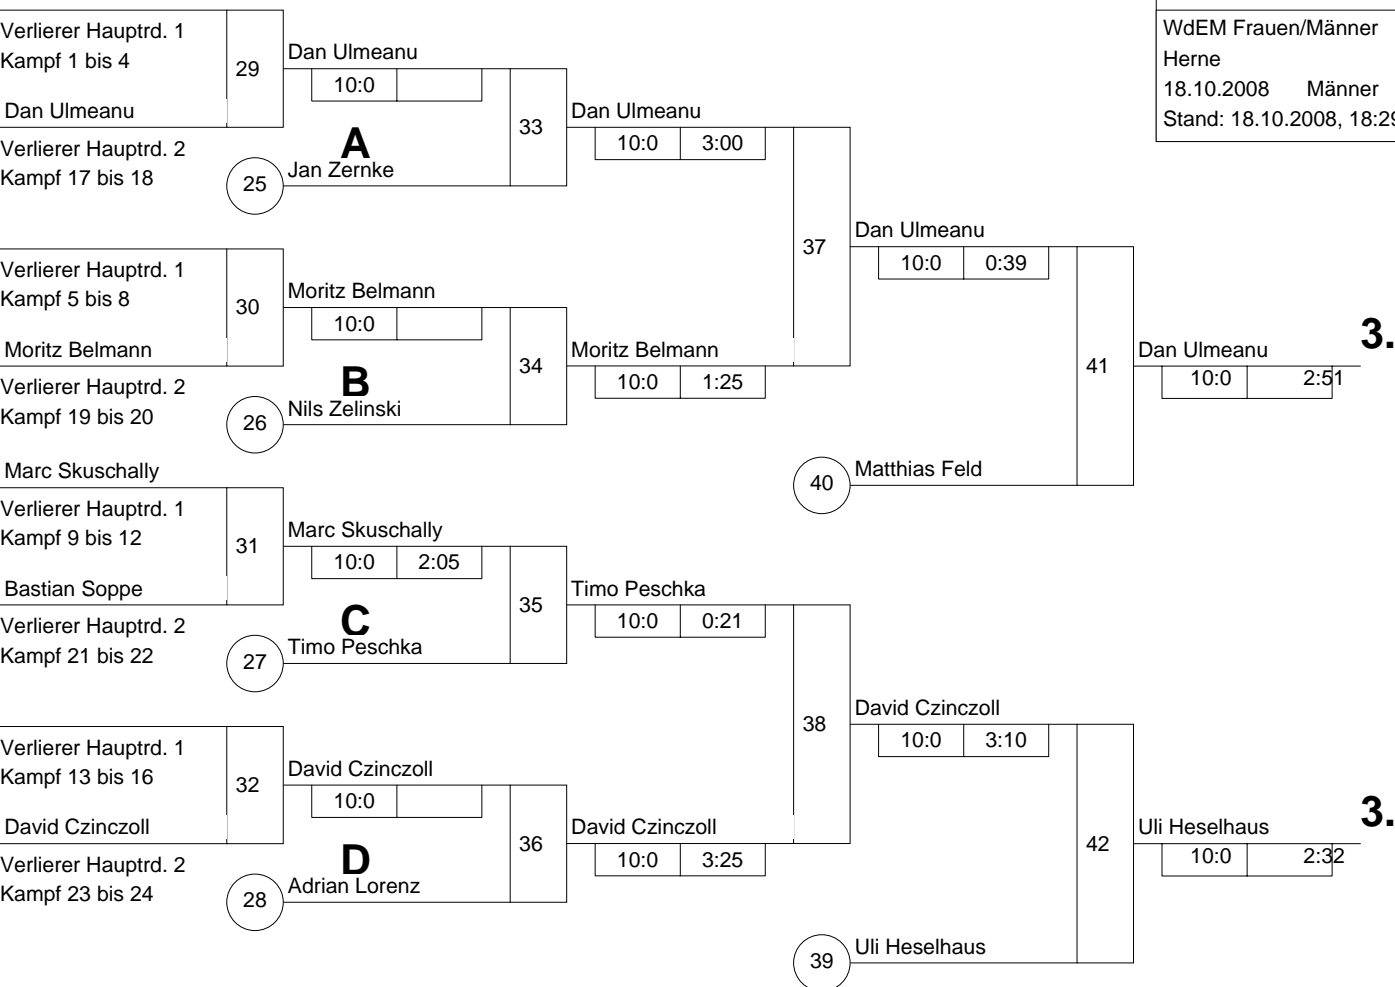 WdEM Frauen/Männer
Herne
18.10.2008 Männer
Stand: 18.10.2008, 18:29
Verlierer Hauptrd. 1
Kampf 1 bis 4
29
Dan Ulmeanu
10:0
Dan Ulmeanu
33
Dan Ulmeanu
10:0 3:00
Verlierer Hauptrd. 2
Kampf 17 bis 18
A
25
Jan Zernke
37
Dan Ulmeanu
10:0 0:39
Verlierer Hauptrd. 1
Kampf 5 bis 8
30
Moritz Belmann
10:0
Moritz Belmann
34
Moritz Belmann
10:0 1:25
Verlierer Hauptrd. 2
Kampf 19 bis 20
B
26
Nils Zelinski
41
Dan Ulmeanu
10:0 2:51
3.
40
Matthias Feld
Marc Skuschally
Verlierer Hauptrd. 1
Kampf 9 bis 12
31
Marc Skuschally
10:0 2:05
Bastian Soppe
35
Timo Peschka
10:0 0:21
Verlierer Hauptrd. 2
Kampf 21 bis 22
C
27
Timo Peschka
38
David Czinczoll
10:0 3:10
Verlierer Hauptrd. 1
Kampf 13 bis 16
32
David Czinczoll
10:0
David Czinczoll
36
David Czinczoll
10:0 3:25
Verlierer Hauptrd. 2
Kampf 23 bis 24
D
28
Adrian Lorenz
42
Uli Heselhaus
10:0 2:32
3.
39
Uli Heselhaus